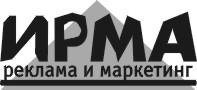 ИРМА
реклама и маркетинг